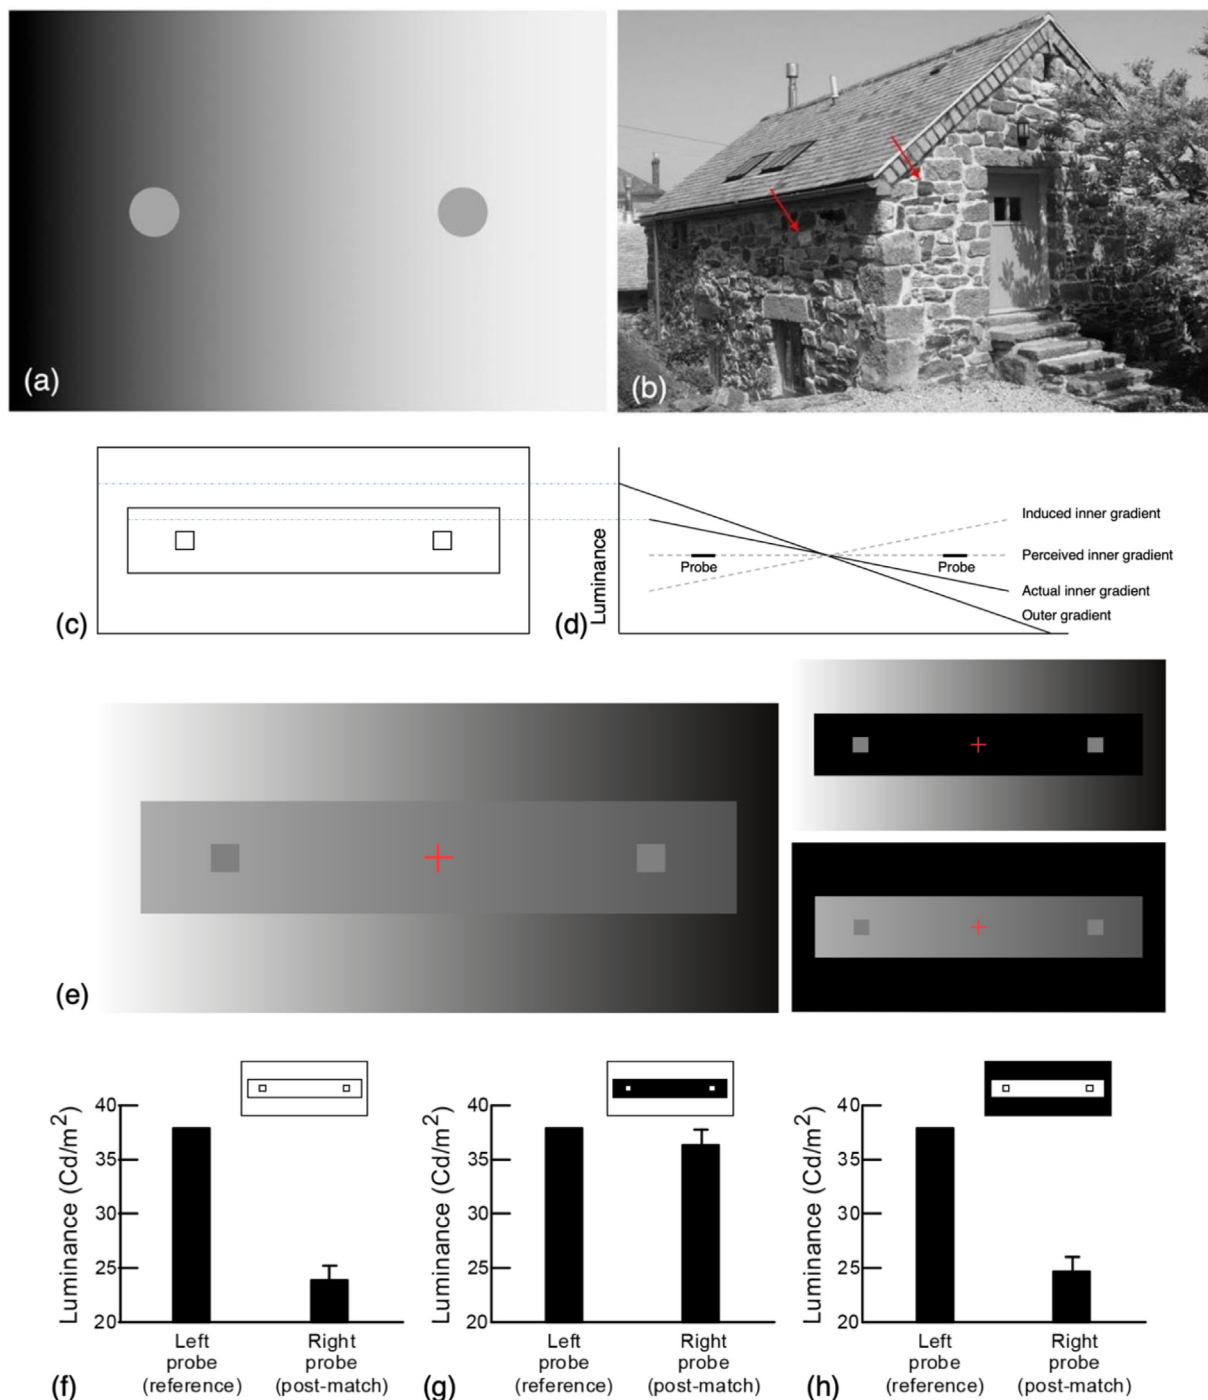 (a)
(b)
(c)
(d)
Luminance
Induced inner gradient
Perceived inner gradient
Probe
Probe
Actual inner gradient
Outer gradient
(e)
Luminance (Cd/m²)
40
35
30
25
20
Left
probe
(reference)
Right
probe
(post-match)
(f)
Luminance (Cd/m²)
40
35
30
25
20
Left
probe
(reference)
Right
probe
(post-match)
(g)
Luminance (Cd/m²)
40
35
30
25
20
Left
probe
(reference)
Right
probe
(post-match)
(h)